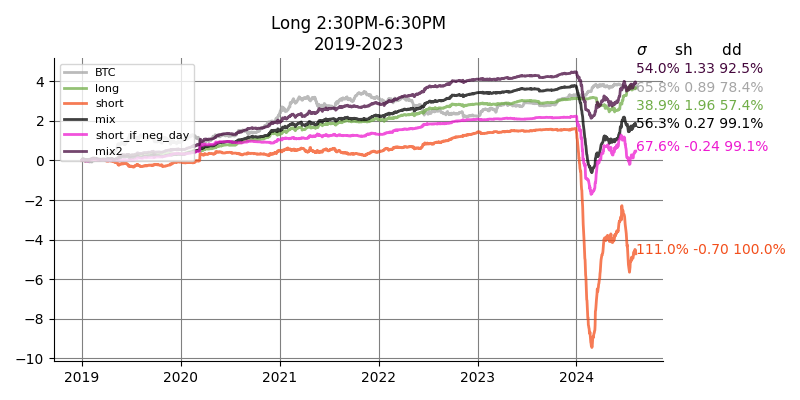 Long 2:30PM-6:30PM
2019-2023
σ sh dd
54.0% 1.33 92.5%
65.8% 0.89 78.4%
38.9% 1.96 57.4%
56.3% 0.27 99.1%
67.6% -0.24 99.1%
111.0% -0.70 100.0%
BTC
long
short
mix
short_if_neg_day
mix2
4
2
0
−2
−4
−6
−8
−10
2019 2020 2021 2022 2023 2024